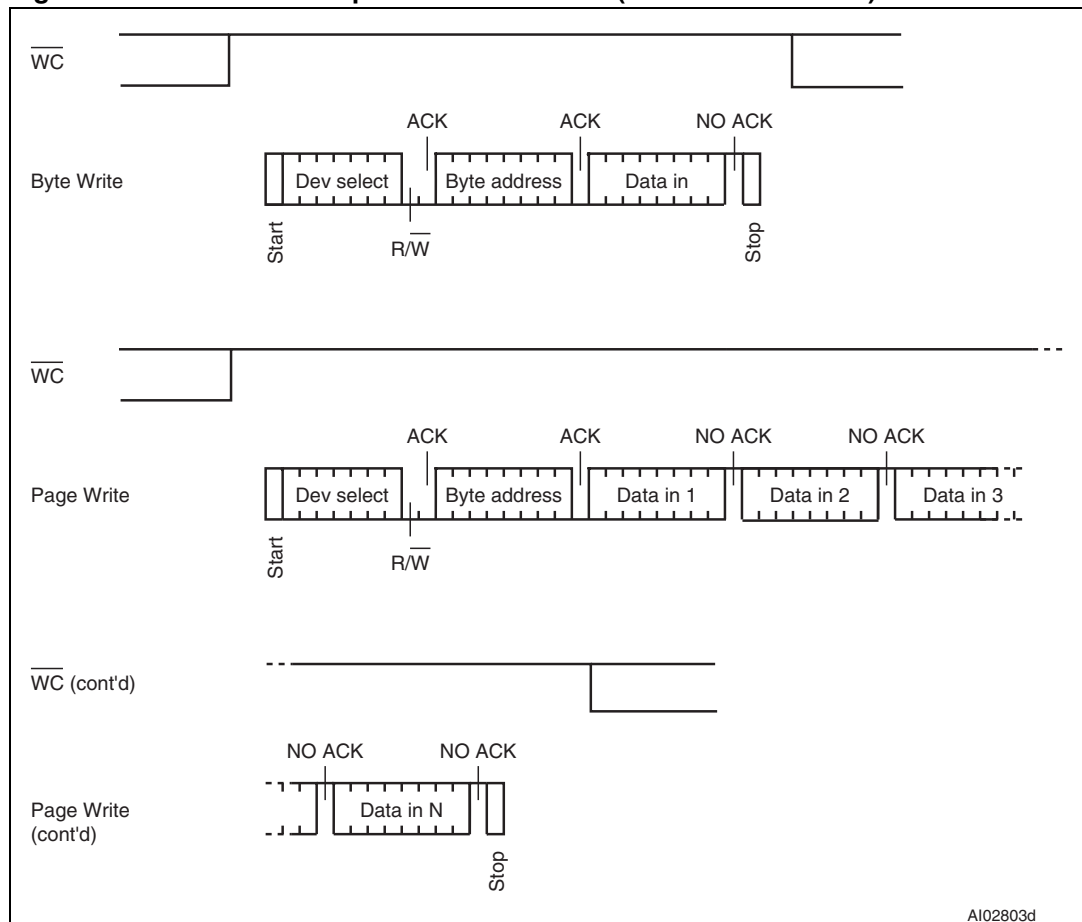 WC
ACK ACK NO ACK
Byte Write
Dev select Byte address Data in
Start
R/W
Stop
WC
ACK ACK NO ACK NO ACK
Page Write
Dev select Byte address Data in 1 Data in 2 Data in 3
Start
R/W
WC (cont'd)
NO ACK NO ACK
Page Write
(cont'd)
Data in N
Stop
AI02803d